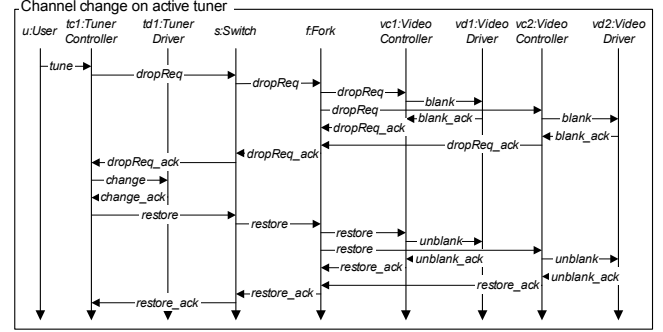 Channel change on active tuner
u:User
tc1:Tuner
Controller
td1:Tuner
Driver
s:Switch
f:Fork
vc1:Video
Controller
vd1:Video
Driver
vc2:Video
Controller
vd2:Video
Driver
tune
dropReq
dropReq
dropReq
blank
dropReq
blank_ack
blank
dropReq_ack
blank_ack
dropReq_ack
dropReq_ack
dropReq_ack
change
change_ack
restore
restore
restore
unblank
restore
unblank_ack
unblank
restore_ack
unblank_ack
restore_ack
restore_ack
restore_ack